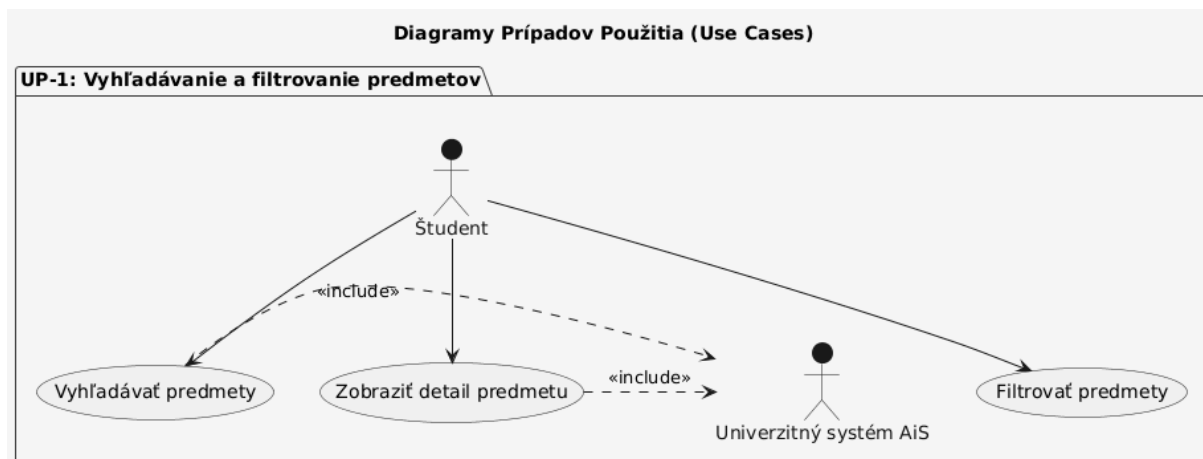 Diagramy Prípadov Použitia (Use Cases)
UP-1: Vyhľadávanie a filtrovanie predmetov
Študent
«include»
«include»
Vyhľadávať predmety
Zobraziť detail predmetu
Filtrovať predmety
Univerzitný systém AiS